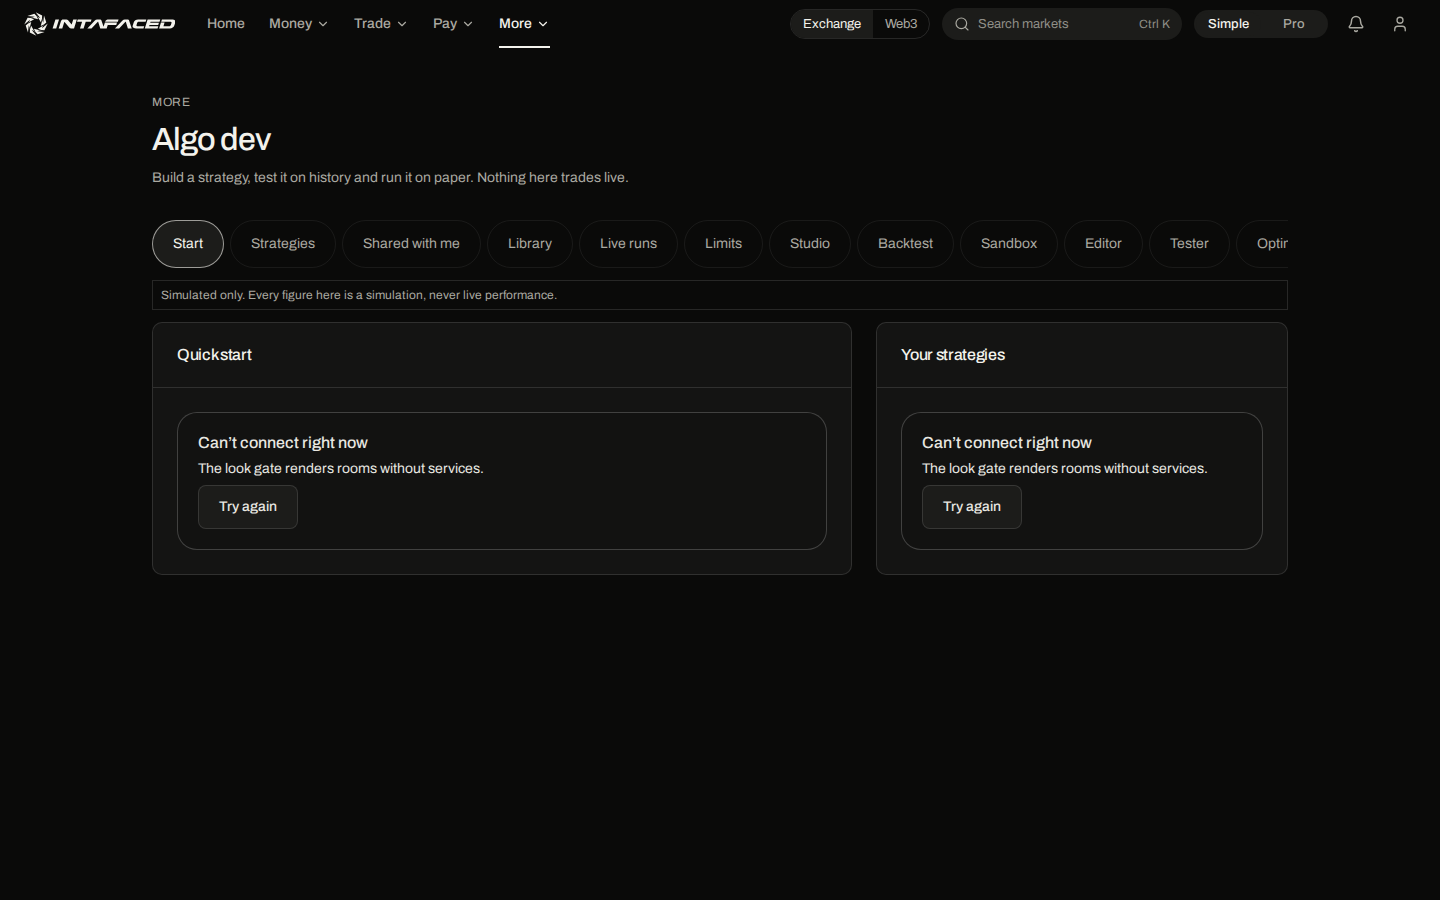 INTAFACED Home Money Trade Pay More Exchange Web3 Search markets Ctrl K Simple Pro
MORE
Algo dev
Build a strategy, test it on history and run it on paper. Nothing here trades live.
Start Strategies Shared with me Library Live runs Limits Studio Backtest Sandbox Editor Tester
Simulated only. Every figure here is a simulation, never live performance.
Quickstart
Can’t connect right now
The look gate renders rooms without services.
Try again
Your strategies
Can’t connect right now
The look gate renders rooms without services.
Try again